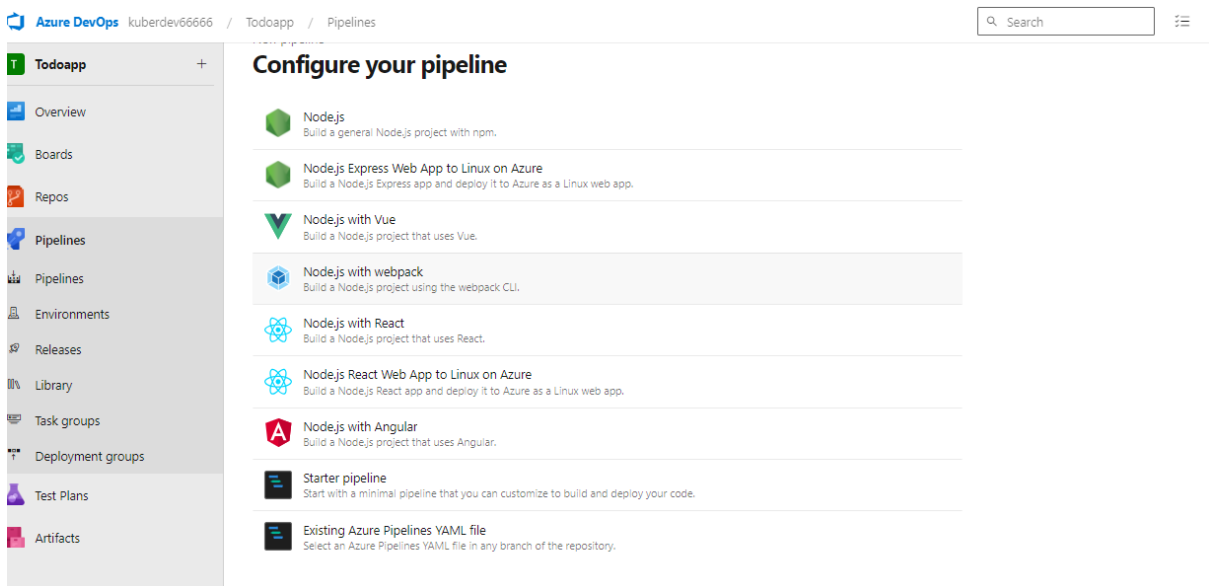 Azure DevOps kuberdev66666 / Todoapp / Pipelines
Search
T Todoapp +
Overview
Boards
Repos
Pipelines
Pipelines
Environments
Releases
Library
Task groups
Deployment groups
Test Plans
Artifacts
New pipeline
Configure your pipeline
Node.js
Build a general Node.js project with npm.
Node.js Express Web App to Linux on Azure
Build a Node.js Express app and deploy it to Azure as a Linux web app.
Node.js with Vue
Build a Node.js project that uses Vue.
Node.js with webpack
Build a Node.js project using the webpack CLI.
Node.js with React
Build a Node.js project that uses React.
Node.js React Web App to Linux on Azure
Build a Node.js React app and deploy it to Azure as a Linux web app.
Node.js with Angular
Build a Node.js project that uses Angular.
Starter pipeline
Start with a minimal pipeline that you can customize to build and deploy your code.
Existing Azure Pipelines YAML file
Select an Azure Pipelines YAML file in any branch of the repository.